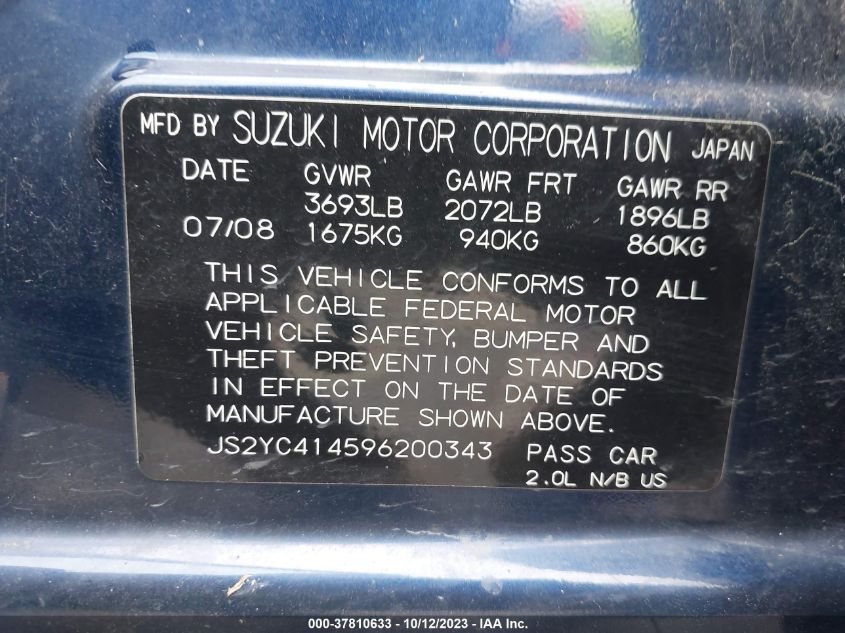 MFD BY SUZUKI MOTOR CORPORATION JAPAN
DATE GVWR GAWR FRT GAWR RR
3693LB 2072LB 1896LB
07/08 1675KG 940KG 860KG
THIS VEHICLE CONFORMS TO ALL
APPLICABLE FEDERAL MOTOR
VEHICLE SAFETY, BUMPER AND
THEFT PREVENTION STANDARDS
IN EFFECT ON THE DATE OF
MANUFACTURE SHOWN ABOVE.
JS2YC414596200343 PASS CAR
2.0L N/B US
000-37810633 - 10/12/2023 - IAA Inc.